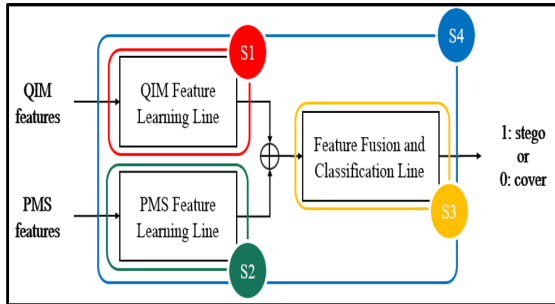 S1
S4
QIM
features
QIM Feature
Learning Line
Feature Fusion and
Classification Line
1: stego
or
0: cover
PMS
features
PMS Feature
Learning Line
S3
S2